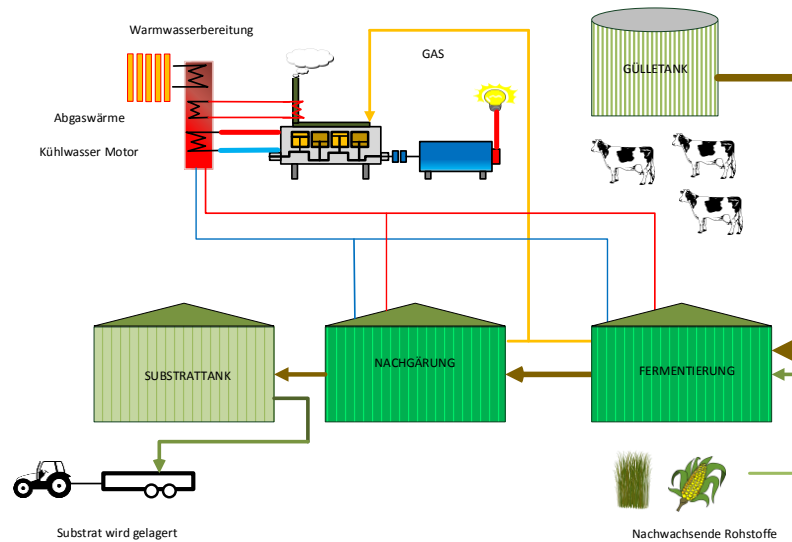 Warmwasserbereitung
GAS
GÜLLETANK
Abgaswärme
Kühlwasser Motor
SUBSTRATTANK
NACHGÄRUNG
FERMENTIERUNG
Substrat wird gelagert
Nachwachsende Rohstoffe